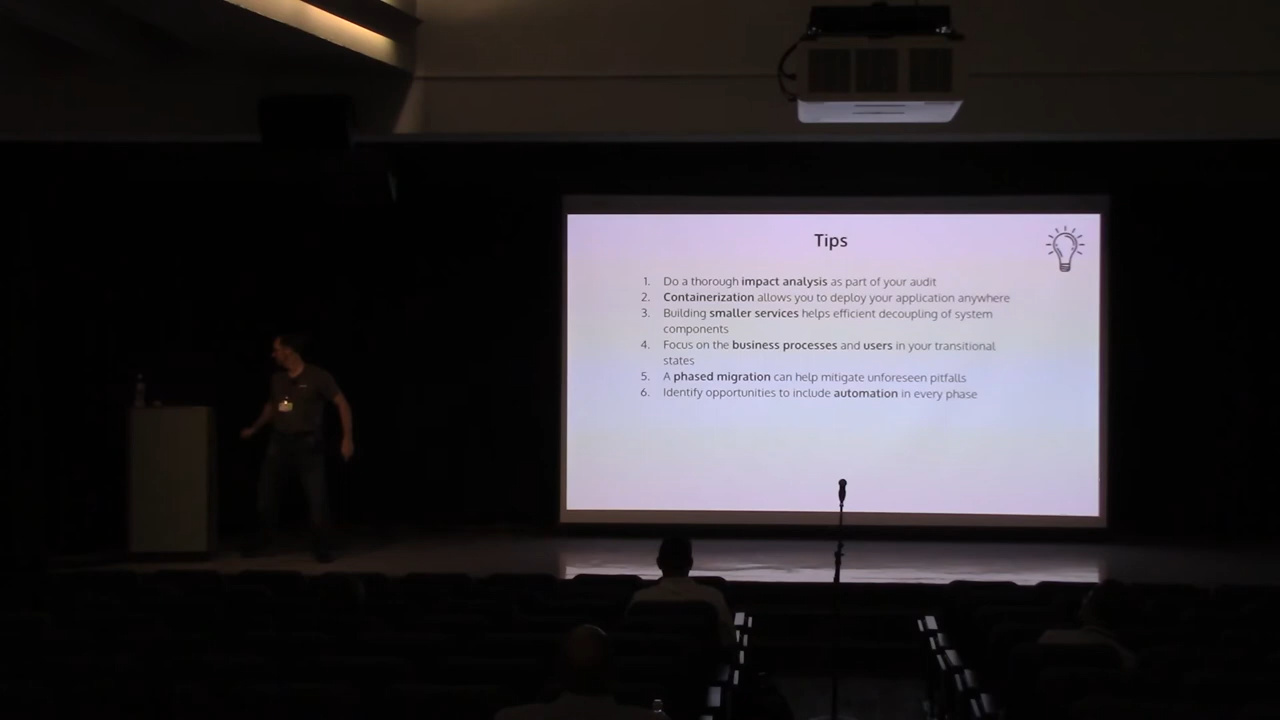 Tips
1. Do a thorough impact analysis as part of your audit
2. Containerization allows you to deploy your application anywhere
3. Building smaller services helps efficient decoupling of system
components
4. Focus on the business processes and users in your transitional
states
5. A phased migration can help mitigate unforeseen pitfalls
6. Identify opportunities to include automation in every phase